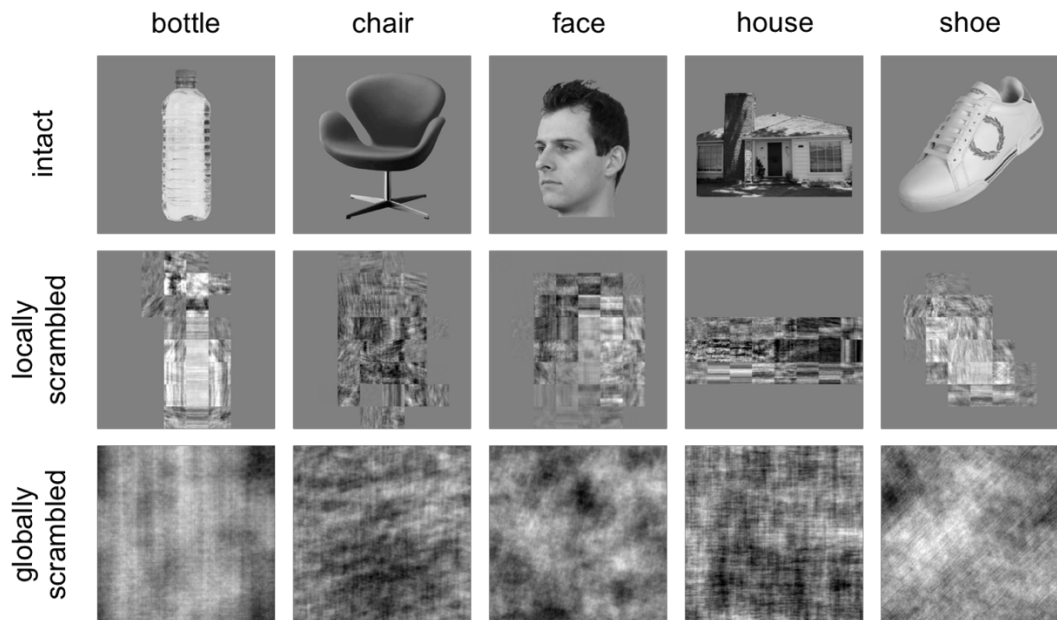 bottle chair face house shoe
intact
locally
scrambled
globally
scrambled